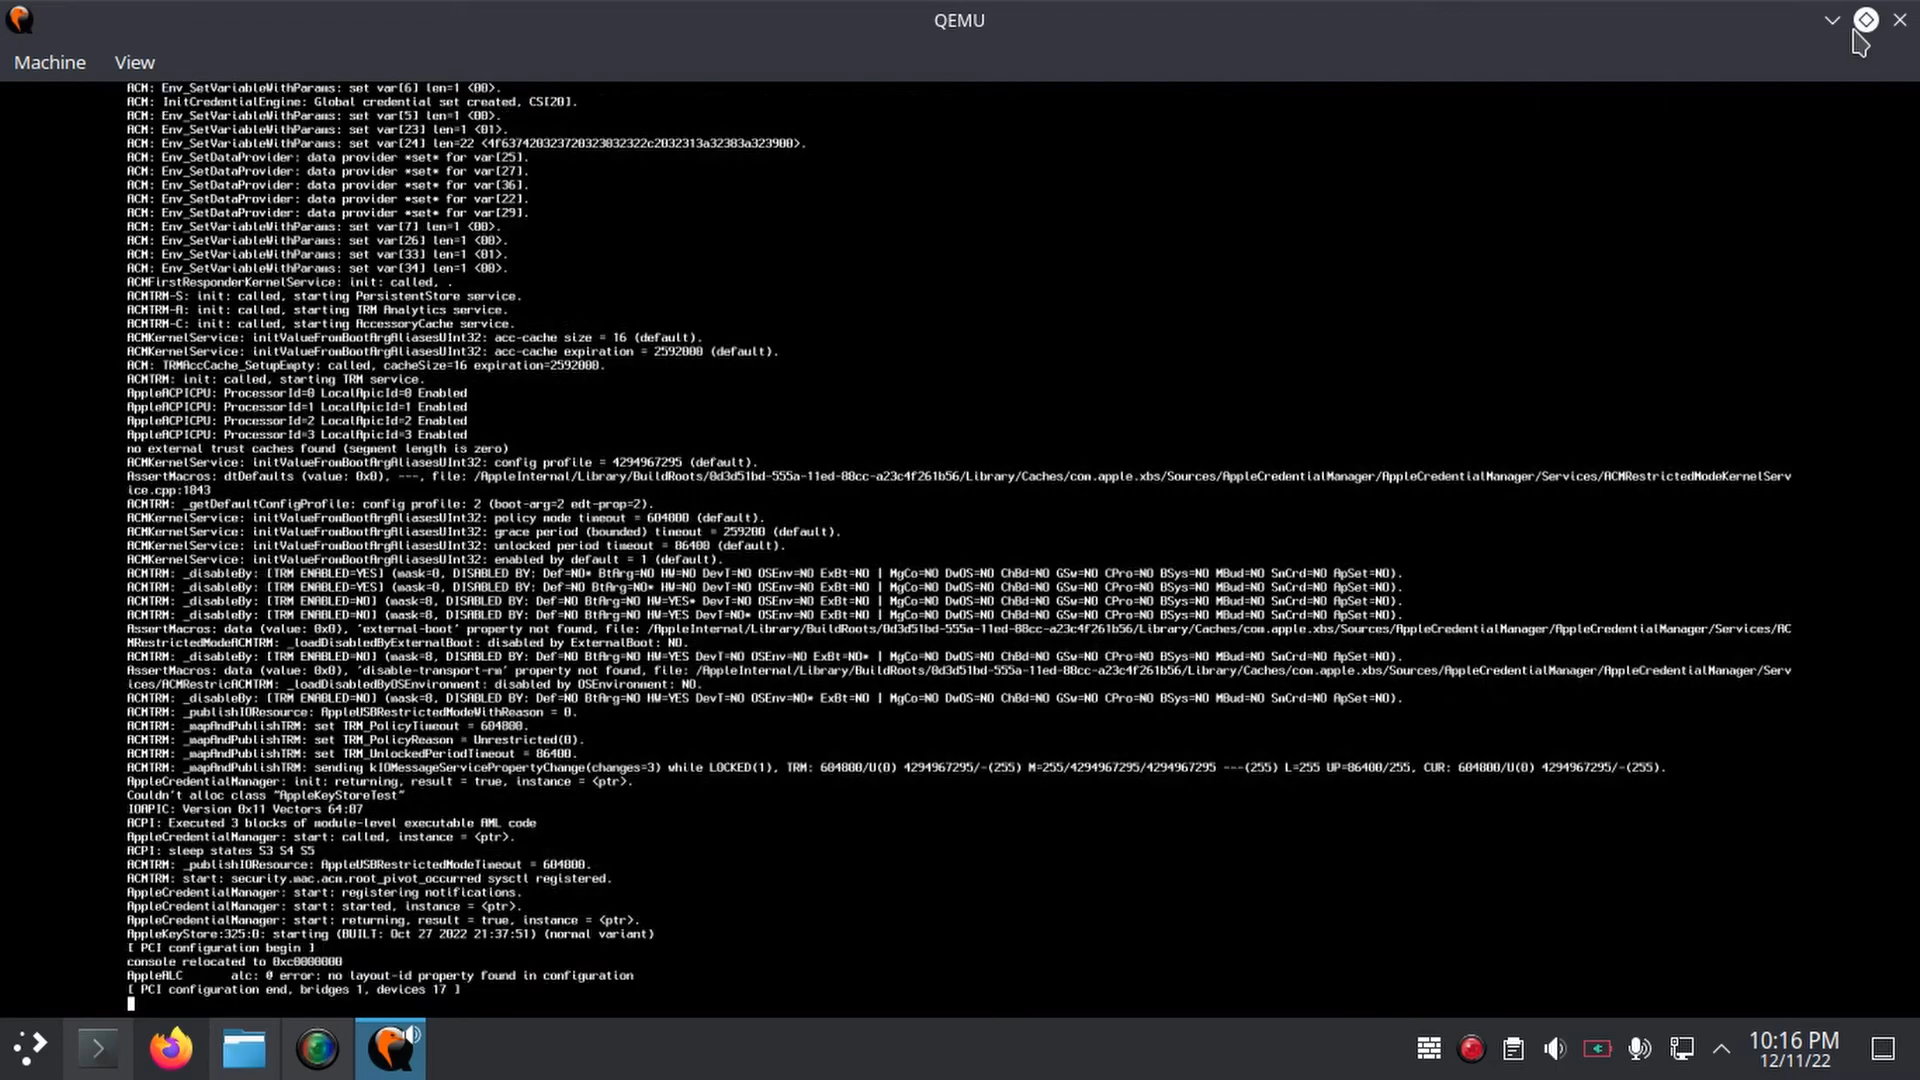 QEMU
Machine View
ACM: Env_SetVariableWithParams: set var[6] len=1 <00>.
ACM: InitCredentialEngine: Global credential set created, CS[20].
ACM: Env_SetVariableWithParams: set var[5] len=1 <00>.
ACM: Env_SetVariableWithParams: set var[23] len=1 <01>.
ACM: Env_SetVariableWithParams: set var[24] len=22 <4f637420323720323032322c2032313a32303a323900>.
ACM: Env_SetDataProvider: data provider *set* for var[25].
ACM: Env_SetDataProvider: data provider *set* for var[27].
ACM: Env_SetDataProvider: data provider *set* for var[36].
ACM: Env_SetDataProvider: data provider *set* for var[22].
ACM: Env_SetDataProvider: data provider *set* for var[29].
ACM: Env_SetVariableWithParams: set var[7] len=1 <00>.
ACM: Env_SetVariableWithParams: set var[26] len=1 <00>.
ACM: Env_SetVariableWithParams: set var[33] len=1 <01>.
ACM: Env_SetVariableWithParams: set var[34] len=1 <00>.
ACMFirstResponderKernelService: init: called, .
ACMTRM-S: init: called, starting PersistentStore service.
ACMTRM-A: init: called, starting TRM Analytics service.
ACMTRM-C: init: called, starting AccessoryCache service.
ACMKernelService: initValueFromBootArgAliasesUInt32: acc-cache size = 16 (default).
ACMKernelService: initValueFromBootArgAliasesUInt32: acc-cache expiration = 2592000 (default).
ACM: TRMAccCache_SetupEmpty: called, cacheSize=16 expiration=2592000.
ACMTRM: init: called, starting TRM service.
AppleACPICPU: ProcessorId=0 LocalApicId=0 Enabled
AppleACPICPU: ProcessorId=1 LocalApicId=1 Enabled
AppleACPICPU: ProcessorId=2 LocalApicId=2 Enabled
AppleACPICPU: ProcessorId=3 LocalApicId=3 Enabled
no external trust caches found (segment length is zero)
ACMKernelService: initValueFromBootArgAliasesUInt32: config profile = 4294967295 (default).
AssertMacros: dtDefaults (value: 0x0), ---, file: /AppleInternal/Library/BuildRoots/0d3d51bd-555a-11ed-88cc-a23c4f261b56/Library/Caches/com.apple.xbs/Sources/AppleCredentialManager/AppleCredentialManager/Services/ACMRestrictedModeKernelServ
ice.cpp:1843
ACMTRM: _getDefaultConfigProfile: config profile: 2 (boot-arg=2 edt-prop=2).
ACMKernelService: initValueFromBootArgAliasesUInt32: policy mode timeout = 604800 (default).
ACMKernelService: initValueFromBootArgAliasesUInt32: grace period (bounded) timeout = 259200 (default).
ACMKernelService: initValueFromBootArgAliasesUInt32: unlocked period timeout = 86400 (default).
ACMKernelService: initValueFromBootArgAliasesUInt32: enabled by default = 1 (default).
ACMTRM: _disableBy: [TRM ENABLED=YES] (mask=0, DISABLED BY: Def=NO* BtArg=NO HW=NO DevT=NO OSEnv=NO ExBt=NO | MgCo=NO DwOS=NO ChBd=NO GSw=NO CPro=NO BSys=NO MBud=NO SnCrd=NO ApSet=NO).
ACMTRM: _disableBy: [TRM ENABLED=YES] (mask=0, DISABLED BY: Def=NO BtArg=NO* HW=NO DevT=NO OSEnv=NO ExBt=NO | MgCo=NO DwOS=NO ChBd=NO GSw=NO CPro=NO BSys=NO MBud=NO SnCrd=NO ApSet=NO).
ACMTRM: _disableBy: [TRM ENABLED=NO] (mask=8, DISABLED BY: Def=NO BtArg=NO HW=YES* DevT=NO OSEnv=NO ExBt=NO | MgCo=NO DwOS=NO ChBd=NO GSw=NO CPro=NO BSys=NO MBud=NO SnCrd=NO ApSet=NO).
ACMTRM: _disableBy: [TRM ENABLED=NO] (mask=8, DISABLED BY: Def=NO BtArg=NO HW=YES DevT=NO* OSEnv=NO ExBt=NO | MgCo=NO DwOS=NO ChBd=NO GSw=NO CPro=NO BSys=NO MBud=NO SnCrd=NO ApSet=NO).
AssertMacros: data (value: 0x0), 'external-boot' property not found, file: /AppleInternal/Library/BuildRoots/0d3d51bd-555a-11ed-88cc-a23c4f261b56/Library/Caches/com.apple.xbs/Sources/AppleCredentialManager/AppleCredentialManager/Services/AC
MRestrictedModeACMTRM: _loadDisabledByExternalBoot: disabled by ExternalBoot: NO.
ACMTRM: _disableBy: [TRM ENABLED=NO] (mask=8, DISABLED BY: Def=NO BtArg=NO HW=YES DevT=NO OSEnv=NO ExBt=NO* | MgCo=NO DwOS=NO ChBd=NO GSw=NO CPro=NO BSys=NO MBud=NO SnCrd=NO ApSet=NO).
AssertMacros: data (value: 0x0), 'disable-transport-rm' property not found, file: /AppleInternal/Library/BuildRoots/0d3d51bd-555a-11ed-88cc-a23c4f261b56/Library/Caches/com.apple.xbs/Sources/AppleCredentialManager/AppleCredentialManager/Serv
ices/ACMRestricACMTRM: _loadDisabledByOSEnvironment: disabled by OSEnvironment: NO.
ACMTRM: _disableBy: [TRM ENABLED=NO] (mask=8, DISABLED BY: Def=NO BtArg=NO HW=YES DevT=NO OSEnv=NO* ExBt=NO | MgCo=NO DwOS=NO ChBd=NO GSw=NO CPro=NO BSys=NO MBud=NO SnCrd=NO ApSet=NO).
ACMTRM: _publishIOResource: AppleUSBRestrictedModeWithReason = 0.
ACMTRM: _mapAndPublishTRM: set TRM_PolicyTimeout = 604800.
ACMTRM: _mapAndPublishTRM: set TRM_PolicyReason = Unrestricted(0).
ACMTRM: _mapAndPublishTRM: set TRM_UnlockedPeriodTimeout = 86400.
ACMTRM: _mapAndPublishTRM: sending kIOMessageServicePropertyChange(changes=3) while LOCKED(1), TRM: 604800/U(0) 4294967295/-(255) M=255/4294967295/4294967295 ---(255) L=255 UP=86400/255, CUR: 604800/U(0) 4294967295/-(255).
AppleCredentialManager: init: returning, result = true, instance = <ptr>.
Couldn't alloc class "AppleKeyStoreTest"
IOAPIC: Version 0x11 Vectors 64:87
ACPI: Executed 3 blocks of module-level executable AML code
AppleCredentialManager: start: called, instance = <ptr>.
ACPI: sleep states S3 S4 S5
ACMTRM: _publishIOResource: AppleUSBRestrictedModeTimeout = 604800.
ACMTRM: start: security.mac.acm.root_pivot_occurred sysctl registered.
AppleCredentialManager: start: registering notifications.
AppleCredentialManager: start: started, instance = <ptr>.
AppleCredentialManager: start: returning, result = true, instance = <ptr>.
AppleKeyStore:325:0: starting (BUILT: Oct 27 2022 21:37:51) (normal variant)
[ PCI configuration begin ]
console relocated to 0xc0000000
AppleALC alc: @ error: no layout-id property found in configuration
[ PCI configuration end, bridges 1, devices 17 ]
10:16 PM
12/11/22